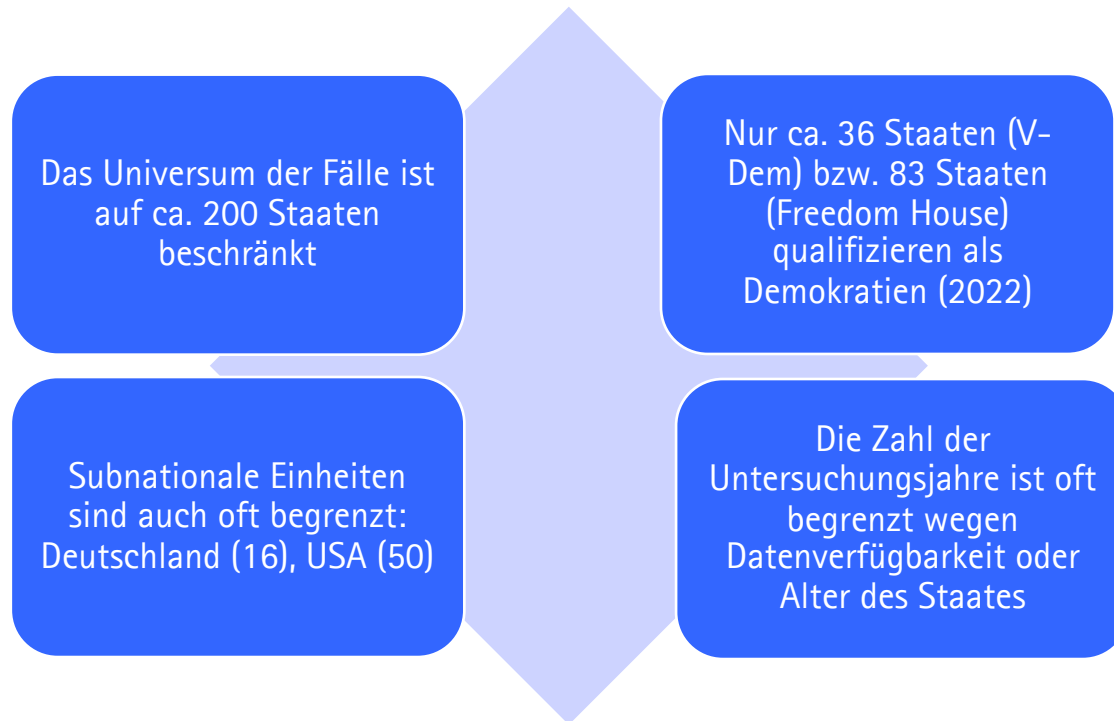 Das Universum der Fälle ist
auf ca. 200 Staaten
beschränkt
Nur ca. 36 Staaten (V-
Dem) bzw. 83 Staaten
(Freedom House)
qualifizieren als
Demokratien (2022)
Subnationale Einheiten
sind auch oft begrenzt:
Deutschland (16), USA (50)
Die Zahl der
Untersuchungsjahre ist oft
begrenzt wegen
Datenverfügbarkeit oder
Alter des Staates